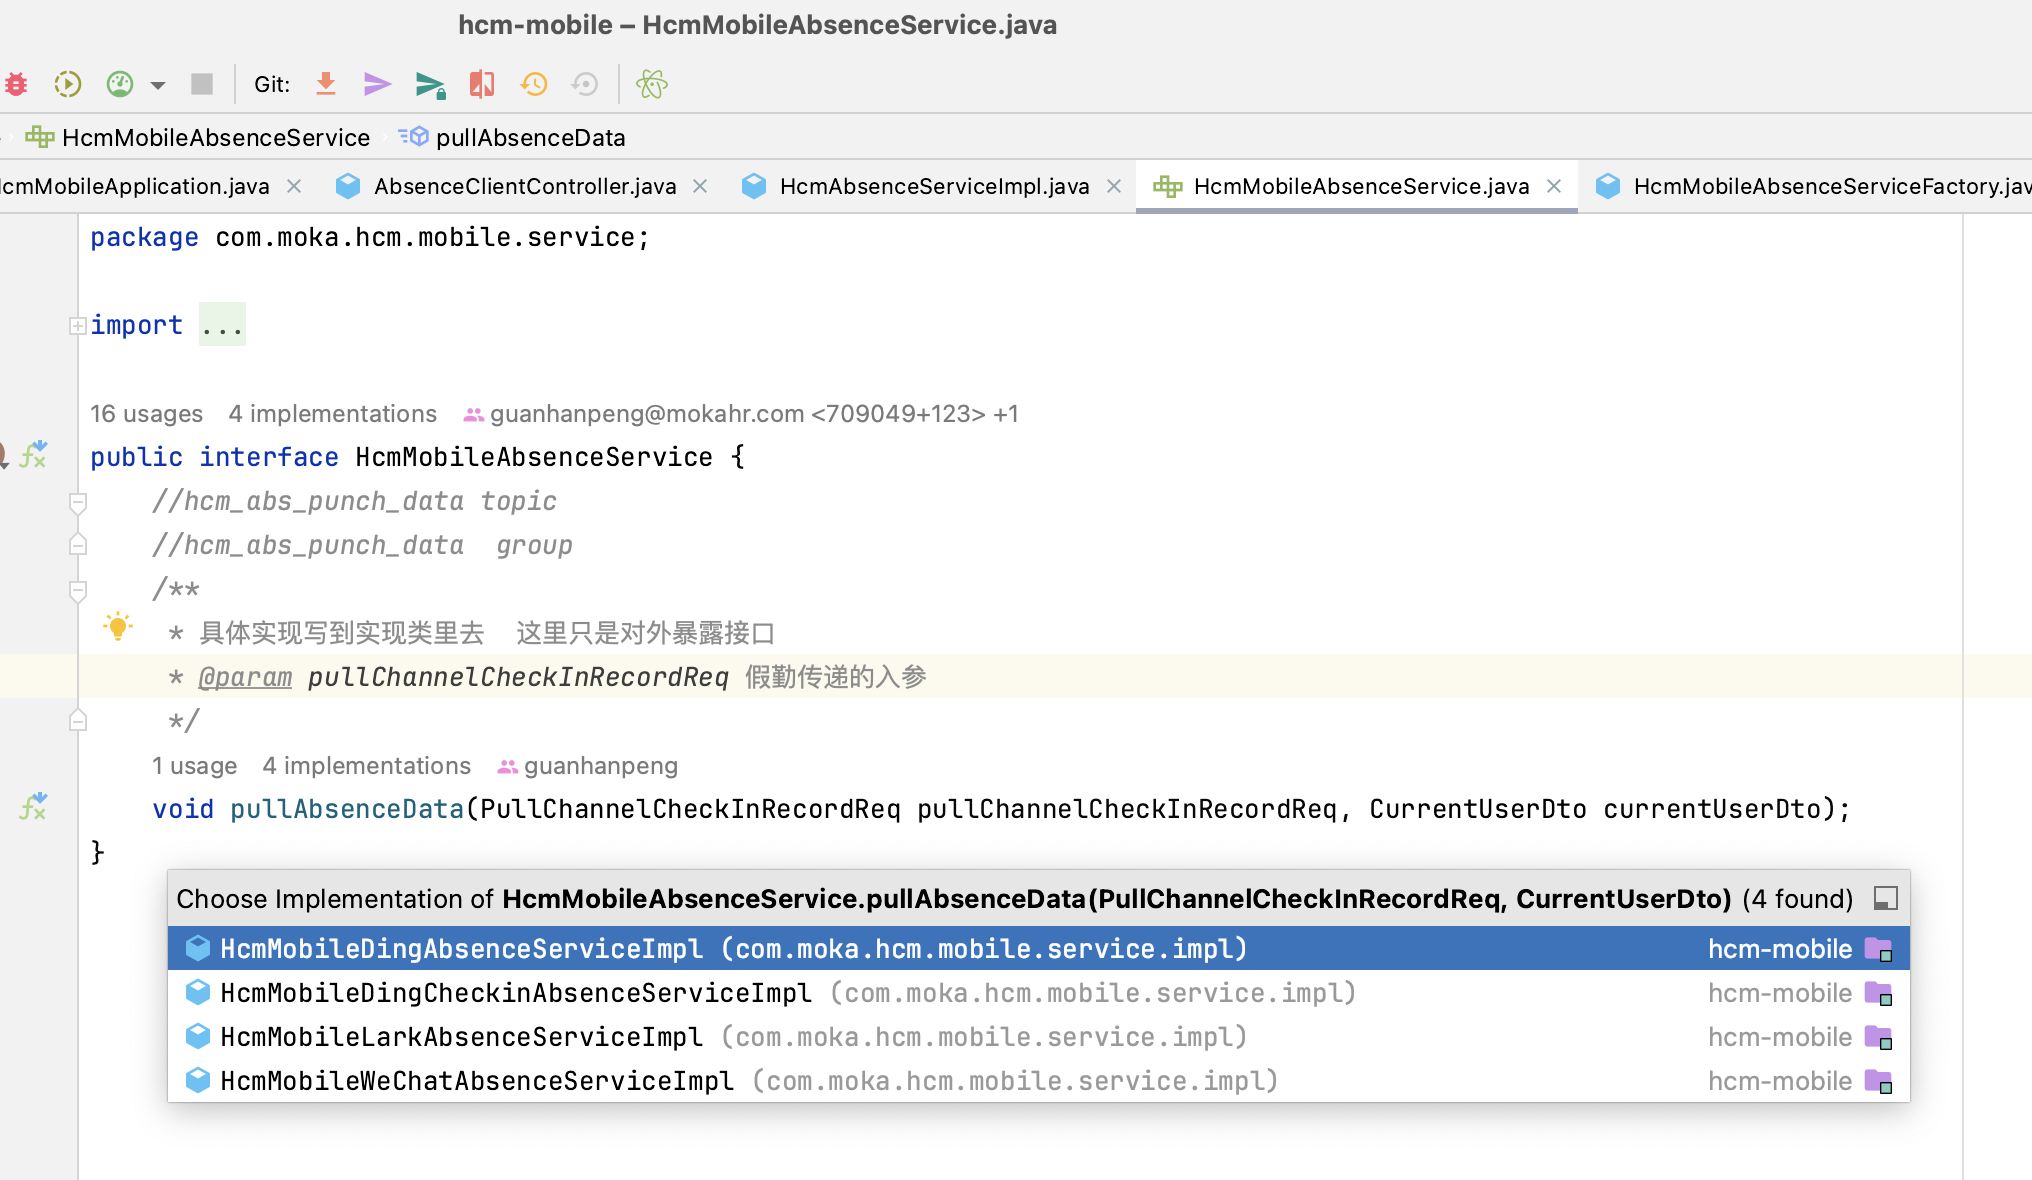 hcm-mobile – HcmMobileAbsenceService.java
Git:
HcmMobileAbsenceService pullAbsenceData
cmMobileApplication.java AbsenceClientController.java HcmAbsenceServiceImpl.java HcmMobileAbsenceService.java HcmMobileAbsenceServiceFactory.jav
package com.moka.hcm.mobile.service;
import ...
16 usages 4 implementations guanhanpeng@mokahr.com <709049+123> +1
public interface HcmMobileAbsenceService {
//hcm_abs_punch_data topic
//hcm_abs_punch_data  group
/**
* 具体实现写到实现类里去  这里只是对外暴露接口
* @param pullChannelCheckInRecordReq 假勤传递的入参
*/
1 usage 4 implementations guanhanpeng
void pullAbsenceData(PullChannelCheckInRecordReq pullChannelCheckInRecordReq, CurrentUserDto currentUserDto);
}
Choose Implementation of HcmMobileAbsenceService.pullAbsenceData(PullChannelCheckInRecordReq, CurrentUserDto) (4 found)
HcmMobileDingAbsenceServiceImpl (com.moka.hcm.mobile.service.impl) hcm-mobile
HcmMobileDingCheckinAbsenceServiceImpl (com.moka.hcm.mobile.service.impl) hcm-mobile
HcmMobileLarkAbsenceServiceImpl (com.moka.hcm.mobile.service.impl) hcm-mobile
HcmMobileWeChatAbsenceServiceImpl (com.moka.hcm.mobile.service.impl) hcm-mobile